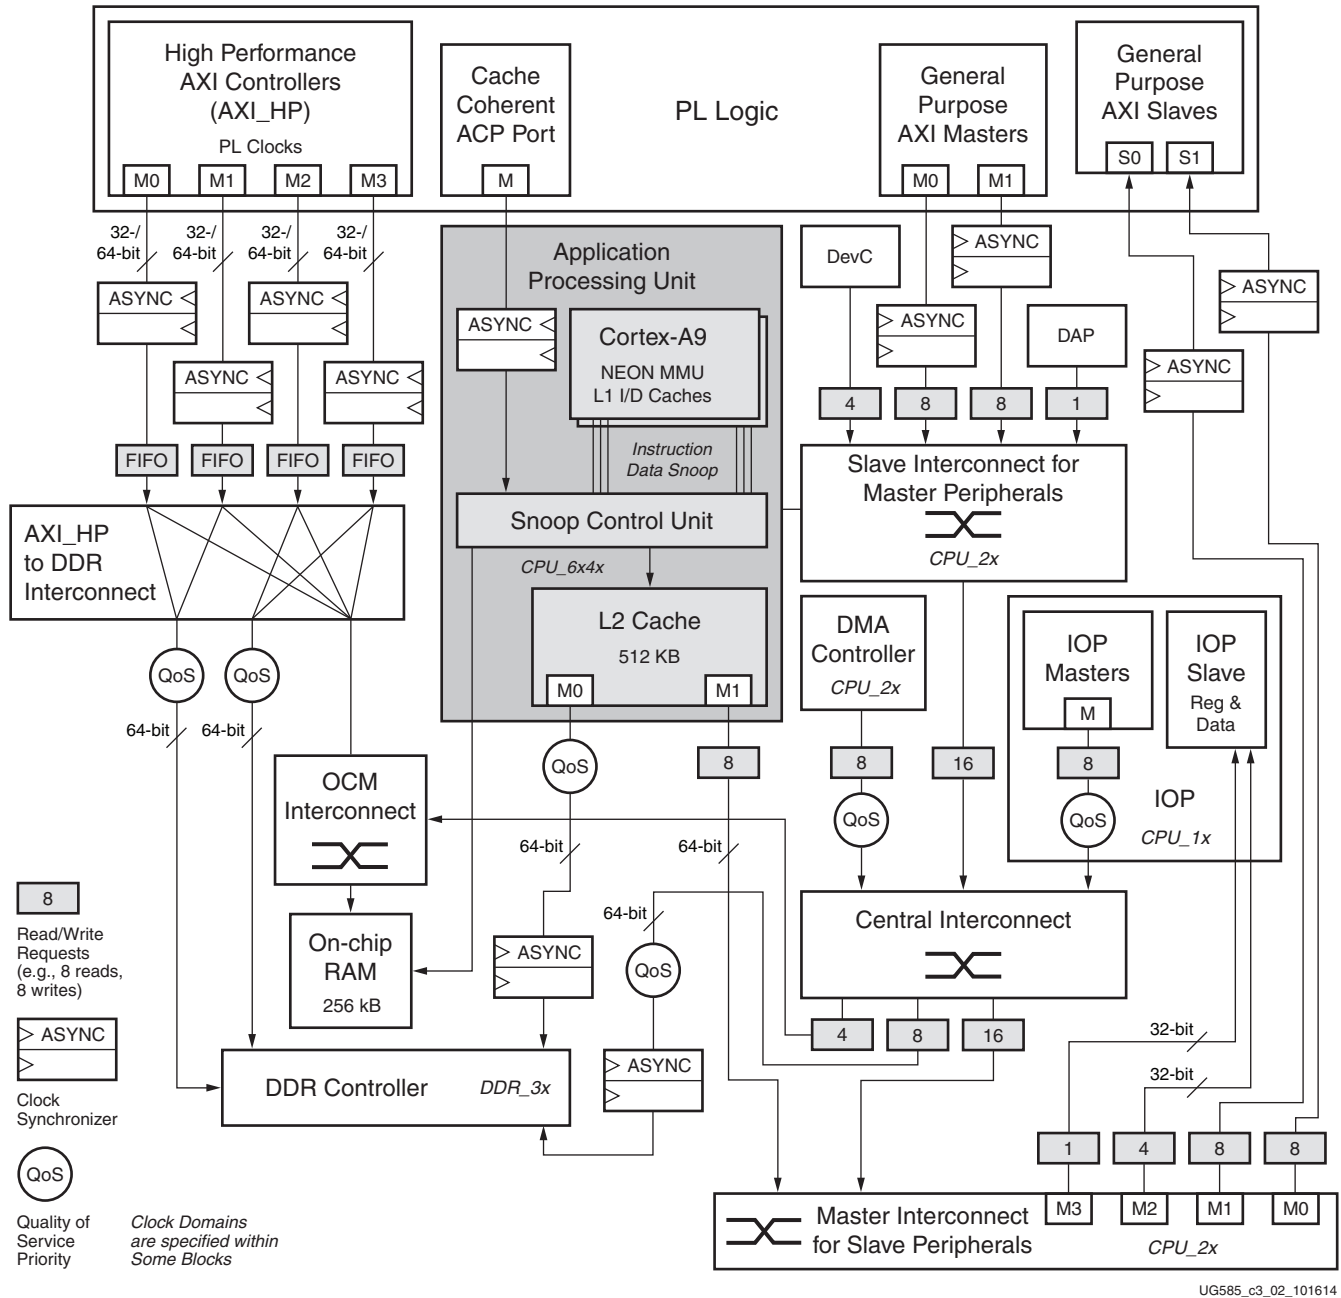 High Performance
AXI Controllers
(AXI_HP)
PL Clocks
M0
M1
M2
M3
Cache
Coherent
ACP Port
M
PL Logic
General
Purpose
AXI Masters
M0
M1
General
Purpose
AXI Slaves
S0
S1
32-/
64-bit
32-/
64-bit
32-/
64-bit
32-/
64-bit
ASYNC
ASYNC
ASYNC
ASYNC
FIFO
FIFO
FIFO
FIFO
AXI_HP
to DDR
Interconnect
QoS
QoS
64-bit
64-bit
Application
Processing Unit
ASYNC
Cortex-A9
NEON MMU
L1 I/D Caches
Instruction
Data Snoop
Snoop Control Unit
CPU_6x4x
L2 Cache
512 KB
M0
M1
DevC
ASYNC
ASYNC
DAP
ASYNC
ASYNC
4
8
8
1
Slave Interconnect for
Master Peripherals
CPU_2x
DMA
Controller
CPU_2x
IOP
Masters
M
IOP
Slave
Reg &
Data
8
QoS
IOP
CPU_1x
QoS
8
8
16
QoS
OCM
Interconnect
64-bit
64-bit
64-bit
Central Interconnect
4
8
16
On-chip
RAM
256 kB
ASYNC
QoS
ASYNC
DDR Controller
DDR_3x
32-bit
32-bit
1
4
8
8
M3
M2
M1
M0
Master Interconnect
for Slave Peripherals
CPU_2x
8
Read/Write
Requests
(e.g., 8 reads,
8 writes)
ASYNC
Clock
Synchronizer
QoS
Quality of
Service
Priority
Clock Domains
are specified within
Some Blocks
UG585_c3_02_101614